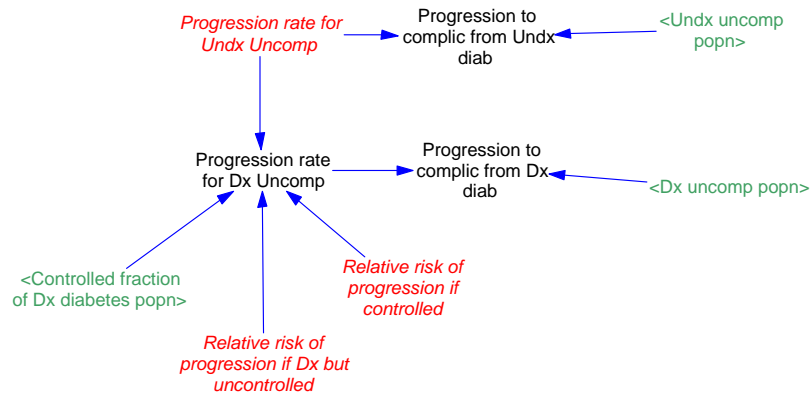 Progression rate for
Undx Uncomp
Progression to
complic from Undx
diab
<Undx uncomp
popn>
Progression rate
for Dx Uncomp
Progression to
complic from Dx
diab
<Dx uncomp popn>
<Controlled fraction
of Dx diabetes popn>
Relative risk of
progression if
controlled
Relative risk of
progression if Dx but
uncontrolled